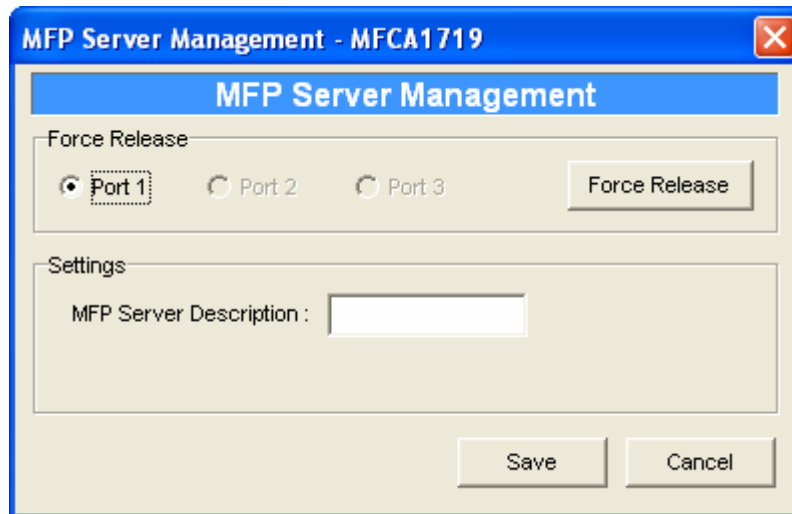 MFP Server Management - MFCA1719
MFP Server Management
Force Release
Port 1 Port 2 Port 3 Force Release
Settings
MFP Server Description :
Save Cancel